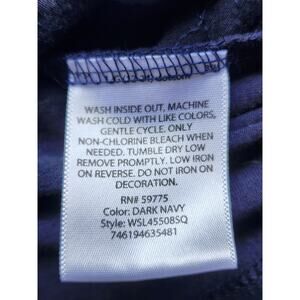 WASH INSIDE OUT, MACHINE
WASH COLD WITH LIKE COLORS,
GENTLE CYCLE. ONLY
NON-CHLORINE BLEACH WHEN
NEEDED. TUMBLE DRY LOW
REMOVE PROMPTLY. LOW IRON
ON REVERSE. DO NOT IRON ON
DECORATION.
RN# 59775
Color: DARK NAVY
Style: WSL45508SQ
746194635481